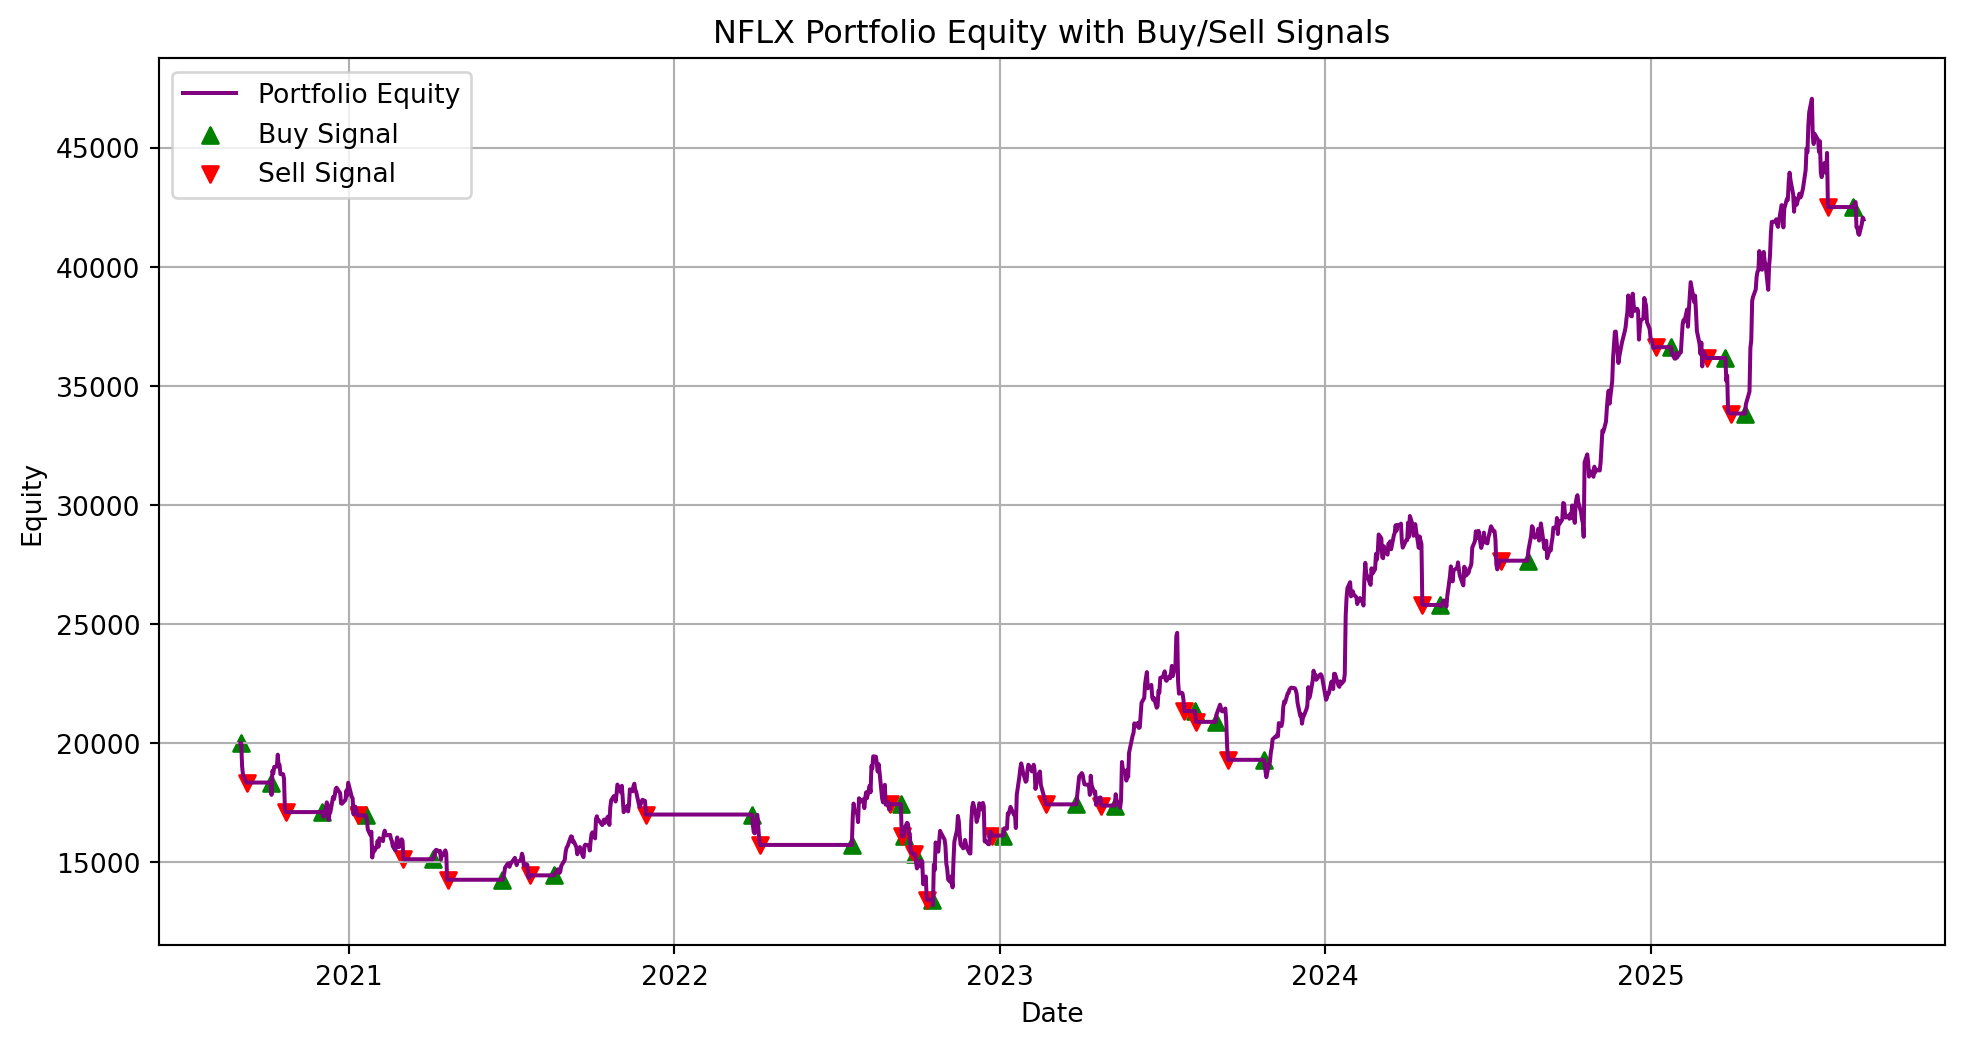 NFLX Portfolio Equity with Buy/Sell Signals
Portfolio Equity
Buy Signal
Sell Signal
45000
40000
35000
30000
25000
20000
15000
Equity
2021
2022
2023
2024
2025
Date